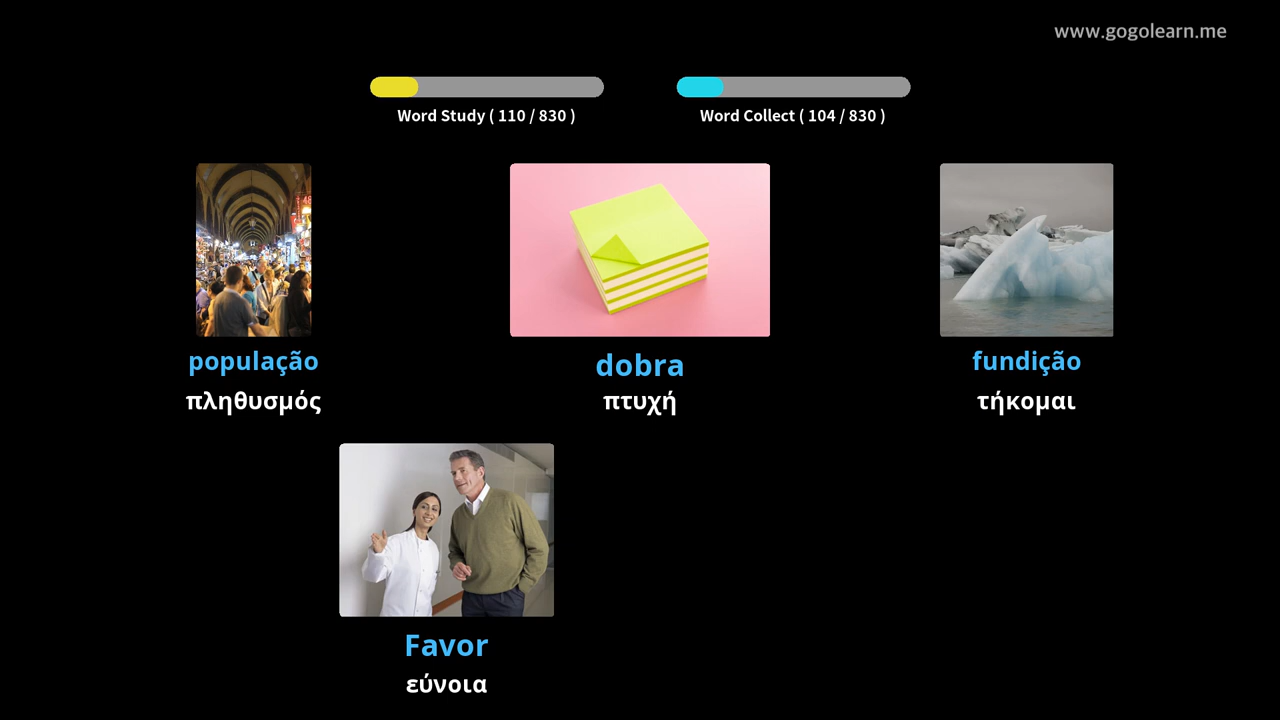 www.gogolearn.me
Word Study ( 110 / 830 )
Word Collect ( 104 / 830 )
população
dobra
fundição
πληθυσμός
πτυχή
τήκομαι
Favor
εύνοια